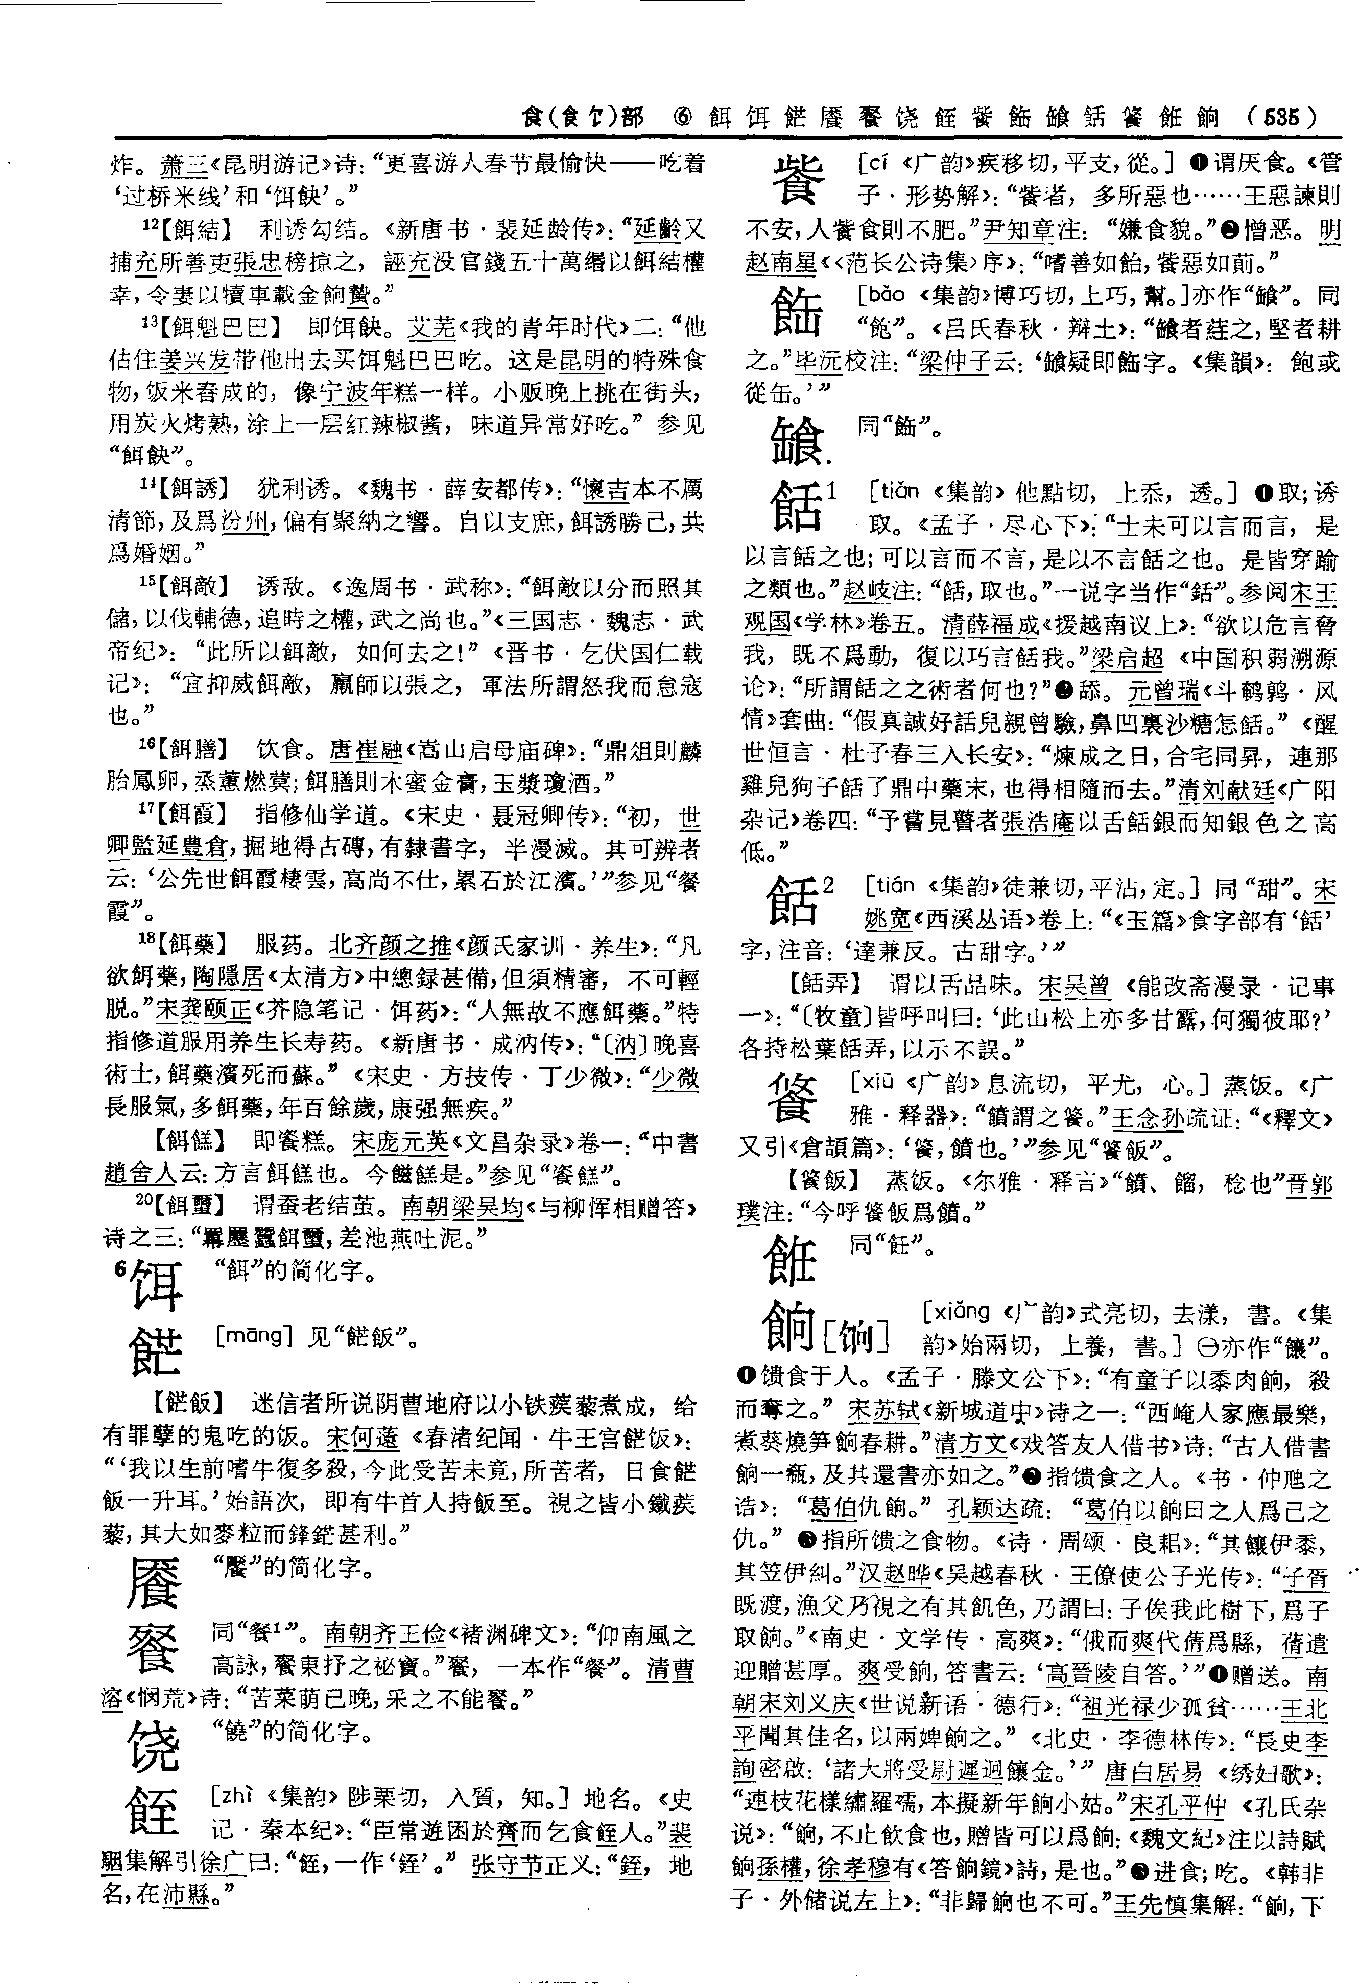 食(飠饣)部 ⑥ 餌 饵 䬬 餍 餐 饶 銍 飺 䭋 餎 餂 餈 飪 餉 （535）
炸。萧三《昆明游记》诗：“更喜游人春节最愉快——吃着
‘过桥米线’和‘饵𫗞’。”
12【餌結】 利诱勾结。《新唐书·裴延龄传》：“延齡又
捕充所善吏張忠榜掠之，誣充没官錢五十萬緡以餌結權
幸，令妻以犢車載金餉贄。”
13【餌魁巴巴】 即饵𫗞。艾芜《我的青年时代》二：“他
估住姜兴发带他出去买饵魁巴巴吃。这是昆明的特殊食
物，饭米舂成的，像宁波年糕一样。小贩晚上挑在街头，
用炭火烤熟，涂上一层红辣椒酱，味道异常好吃。”参见
14【餌誘】 犹利诱。《魏书·薛安都传》：“懷吉本不厲
清節，及爲汾州，偏有聚納之響。自以支庶，餌誘勝己，共
爲婚姻。”
15【餌敵】 诱敌。《逸周书·武称》：“餌敵以分而照其
儲，以伐輔德，追時之權，武之尚也。”《三国志·魏志·武
帝纪》：“此所以餌敵，如何去之！”《晋书·乞伏国仁载
记》：“宜抑威餌敵，羸師以張之，軍法所謂怒我而怠寇
也。”
16【餌膳】 饮食。唐崔融《嵩山启母庙碑》：“鼎俎則麟
胎鳳卵，蒸蕙燃蓂；餌膳則木蜜金膏，玉漿瓊酒。”
17【餌霞】 指修仙学道。《宋史·聂冠卿传》：“初，世
卿監延豊倉，掘地得古磚，有隸書字，半漫滅。其可辨者
云：‘公先世餌霞棲雲，高尚不仕，累石於江濱。’”参见“餐
霞”。
18【餌藥】 服药。北齐颜之推《颜氏家训·养生》：“凡
欲餌藥，陶隱居《太清方》中總録甚備，但須精審，不可輕
脱。”宋龚颐正《芥隐笔记·饵药》：“人無故不應餌藥。”特
指修道服用养生长寿药。《新唐书·成汭传》：“〔汭〕晚喜
術士，餌藥濱死而蘇。”《宋史·方技传·丁少微》：“少微
長服氣，多餌藥，年百餘歲，康强無疾。”
【餌餻】 即餈糕。宋庞元英《文昌杂录》卷一：“中書
趙舍人云：方言餌餻也。今餈餻是。”参见“餈餻”。
20【餌蠒】 谓蚕老结茧。南朝梁吴均《与柳恽相赠答》
诗之三：“羃䍥蠶餌蠒，差池燕吐泥。”
6饵 “餌”的简化字。
[māng] 见“䬬飯”。
【䬬飯】 迷信者所说阴曹地府以小铁蒺藜煮成，给
有罪孽的鬼吃的饭。宋何薳《春渚纪闻·牛王宫䬬饭》：
“‘我以生前嗜牛復多殺，今此受苦未竟，所苦者，日食䬬
飯一升耳。’始語次，即有牛首人持飯至。視之皆小鐵蒺
藜，其大如麥粒而鋒鋩甚利。”
餍 “饜”的简化字。
同“餐1”。南朝齐王俭《褚渊碑文》：“仰南風之
高詠，餐東抒之祕寶。”餐，一本作“餐”。清曹
溶《悯荒》诗：“苦菜萌已晚，采之不能餐。”
饶 “饒”的简化字。
[zhì 《集韵》陟栗切，入質，知。] 地名。《史
记·秦本纪》：“臣常遊困於齊而乞食𩛿人。”裴
駰集解引徐广曰：“𩛿，一作‘銍’。”张守节正义：“銍，地
名，在沛縣。”
飺 [cí 《广韵》疾移切，平支，從。] ❶谓厌食。《管
子·形势解》：“飺者，多所惡也……王惡諫則
不安，人飺食則不肥。”尹知章注：“嫌食貌。”❷憎恶。明
赵南星《〈范长公诗集〉序》：“嗜善如飴，飺惡如莿。”
[bǎo 《集韵》博巧切，上巧，幫。]亦作“䭋”。同
“飽”。《吕氏春秋·辩土》：“䭋者荏之，堅者耕
之。”毕沅校注：“梁仲子云：‘䭋疑即𩛩字。《集韻》：飽或
從缶。’”
餂1 [tiǎn 《集韵》他點切，上忝，透。] ❶取；诱
取。《孟子·尽心下》：“士未可以言而言，是
以言餂之也；可以言而不言，是以不言餂之也。是皆穿踰
之類也。”赵岐注：“餂，取也。”一说字当作“銛”。参阅宋王
观国《学林》卷五。清薛福成《援越南议上》：“欲以危言脅
我，既不爲動，復以巧言餂我。”梁启超《中国积弱溯源
论》：“所謂餂之之術者何也？”❷舔。元曾瑞《斗鹌鹑·风
情》套曲：“假真誠好話兒親曾驗，鼻凹裏沙糖怎餂。”《醒
世恒言·杜子春三入长安》：“煉成之日，合宅同昇，連那
雞兒狗子餂了鼎中藥末，也得相隨而去。”清刘献廷《广阳
杂记》卷四：“予嘗見瞽者張浩庵以舌餂銀而知銀色之高
低。”
餂2 [tián 《集韵》徒兼切，平沾，定。] 同“甜”。宋
姚宽《西溪丛语》卷上：“《玉篇》食字部有‘餂’
字，注音：‘達兼反。古甜字。’”
【餂弄】 谓以舌品味。宋吴曾《能改斋漫录·记事
一》：“〔牧童〕皆呼叫曰：‘此山松上亦多甘露，何獨彼耶？’
各持松葉餂弄，以示不誤。”
䬦 [xiū 《广韵》息流切，平尤，心。] 蒸饭。《广
雅·释器》：“饙謂之䬦。”王念孙疏证：“《釋文》
又引《倉頡篇》：‘䬦，饙也。’”参见“䬦飯”。
【䬦飯】 蒸饭。《尔雅·释言》“饙、餾，稔也”晋郭
璞注：“今呼䬦飯爲饙。”
同“飪”。
餉[饷] [xiǎng 《广韵》式亮切，去漾，書。《集
韵》始兩切，上養，書。] ㊀亦作“饟”。
❶馈食于人。《孟子·滕文公下》：“有童子以黍肉餉，殺
而奪之。”宋苏轼《新城道中》诗之一：“西崦人家應最樂，
煮葵燒笋餉春耕。”清方文《戏答友人借书》诗：“古人借書
餉一瓻，及其還書亦如之。”❷指馈食之人。《书·仲虺之
诰》：“葛伯仇餉。”孔颖达疏：“葛伯以餉田之人爲己之
仇。”❸指所馈之食物。《诗·周颂·良耜》：“其饟伊黍，
其笠伊糾。”汉赵晔《吴越春秋·王僚使公子光传》：“子胥
既渡，漁父乃視之有其飢色，乃謂曰：子俟我此樹下，爲子
取餉。”《南史·文学传·高爽》：“俄而爽代蒨爲縣，蒨遣
迎贈甚厚。爽受餉，答書云：‘高晉陵自答。’”❹赠送。南
朝宋刘义庆《世说新语·德行》：“祖光禄少孤貧……王北
平聞其佳名，以兩婢餉之。”《北史·李德林传》：“長史李
詢密啟：‘諸大將受尉遲迥饟金。’”唐白居易《绣妇歌》：
“連枝花樣繡羅襦，本擬新年餉小姑。”宋孔平仲《孔氏杂
说》：“餉，不止飲食也，贈皆可以爲餉：《魏文紀》注以詩賦
餉孫權，徐孝穆有《答餉鏡》詩，是也。”❺进食；吃。《韩非
子·外储说左上》：“非歸餉也不可。”王先慎集解：“餉，下